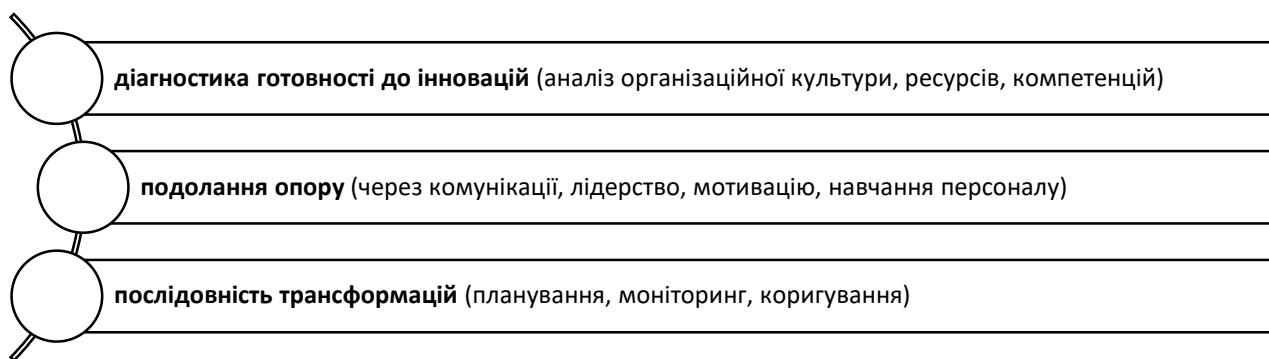 діагностика готовності до інновацій (аналіз організаційної культури, ресурсів, компетенцій)
подолання опору (через комунікації, лідерство, мотивацію, навчання персоналу)
послідовність трансформацій (планування, моніторинг, коригування)